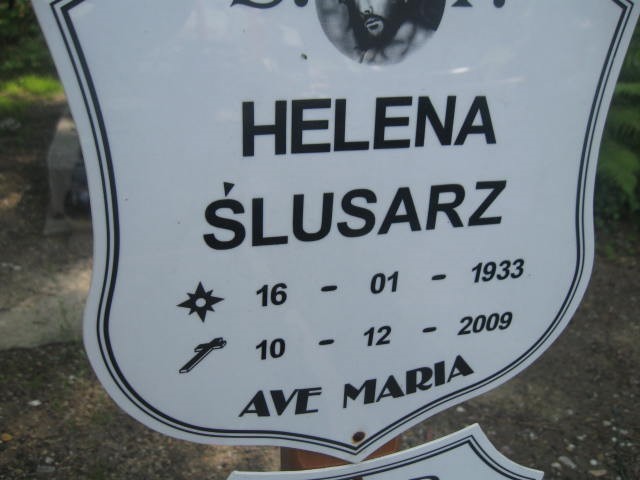 HELENA
ŚLUSARZ
16 - 01 - 1933
10 - 12 - 2009
AVE MARIA